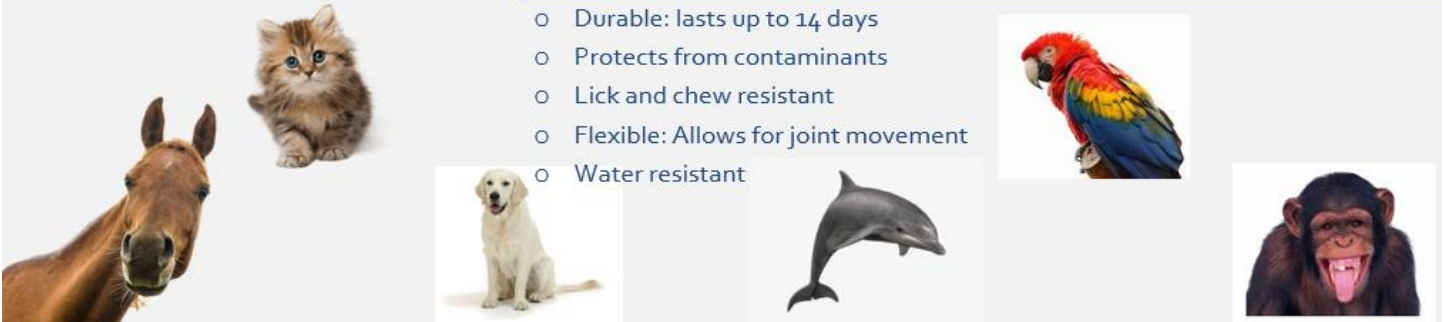 o Durable: lasts up to 14 days
o Protects from contaminants
o Lick and chew resistant
o Flexible: Allows for joint movement
o Water resistant